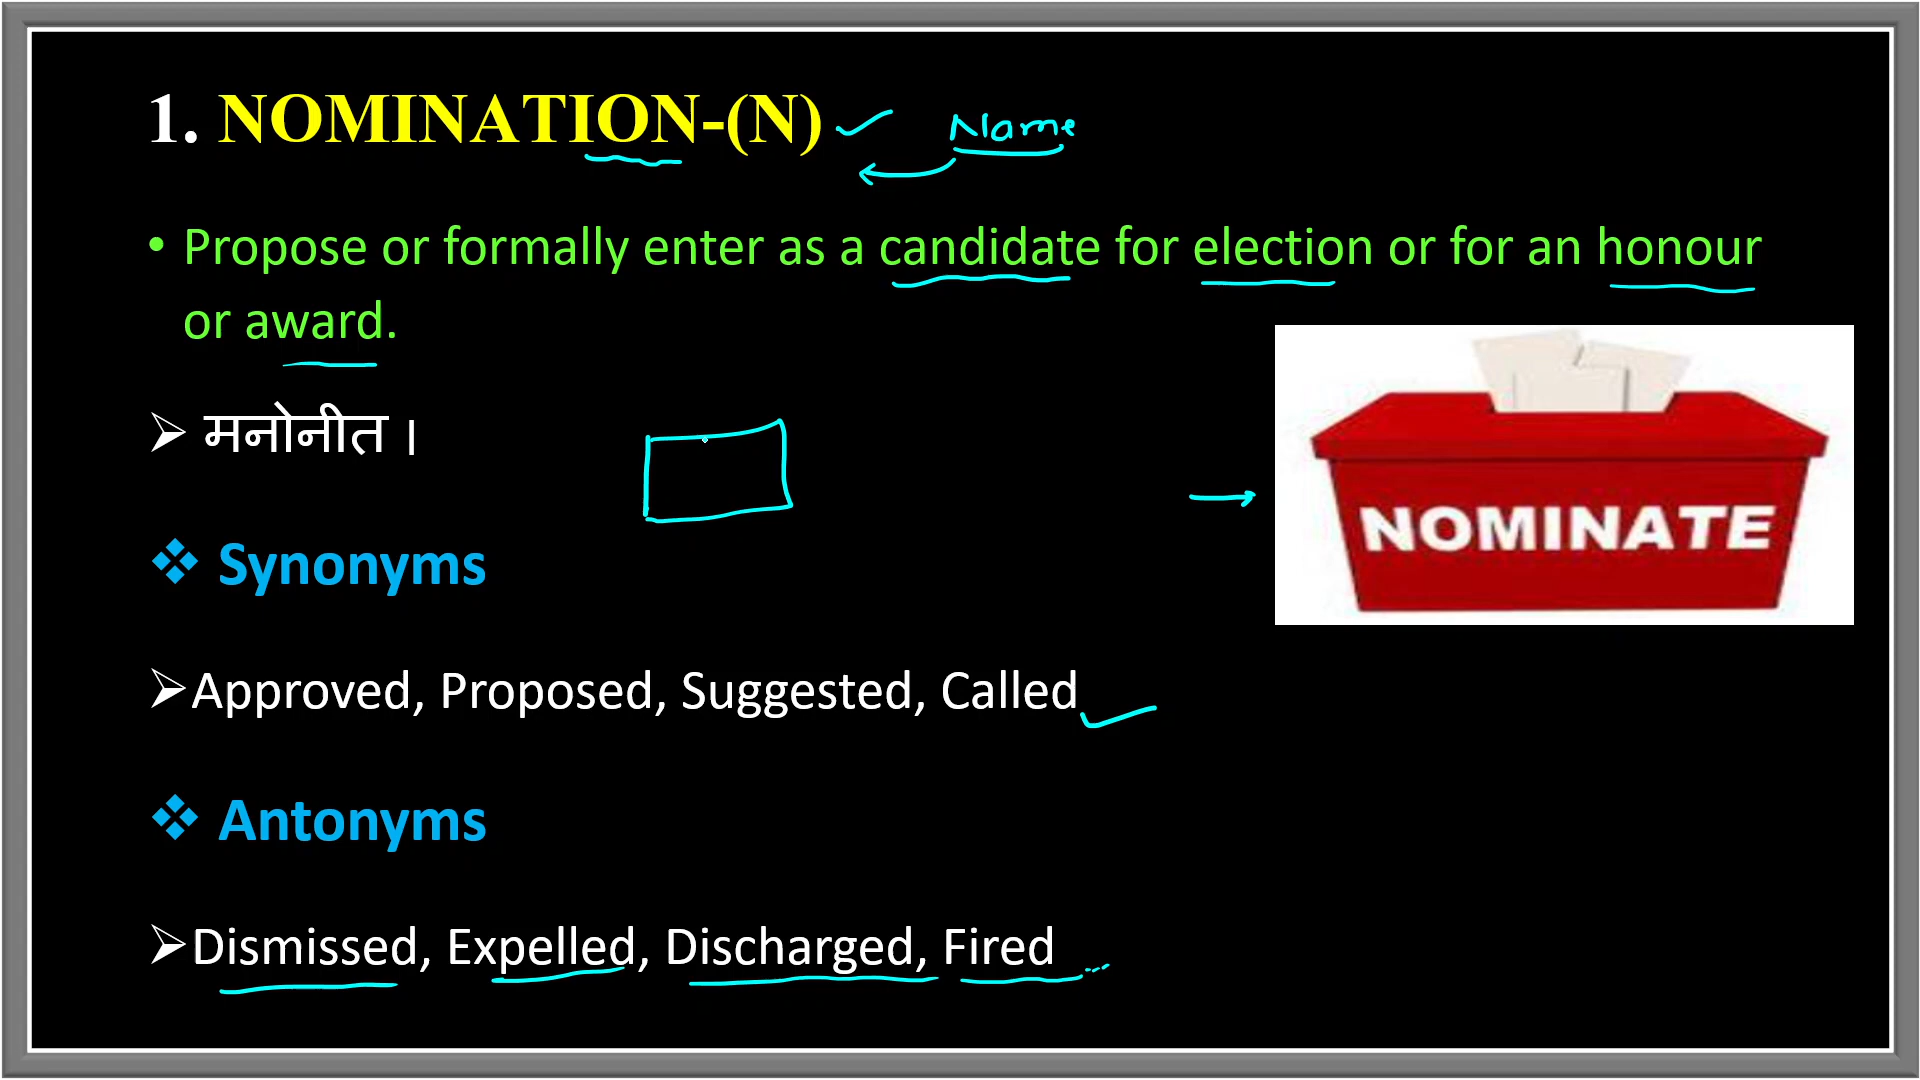 1. NOMINATION-(N) Name
• Propose or formally enter as a candidate for election or for an honour
or award.
➢ मनोनीत ।
NOMINATE
❖ Synonyms
➢Approved, Proposed, Suggested, Called
❖ Antonyms
➢Dismissed, Expelled, Discharged, Fired